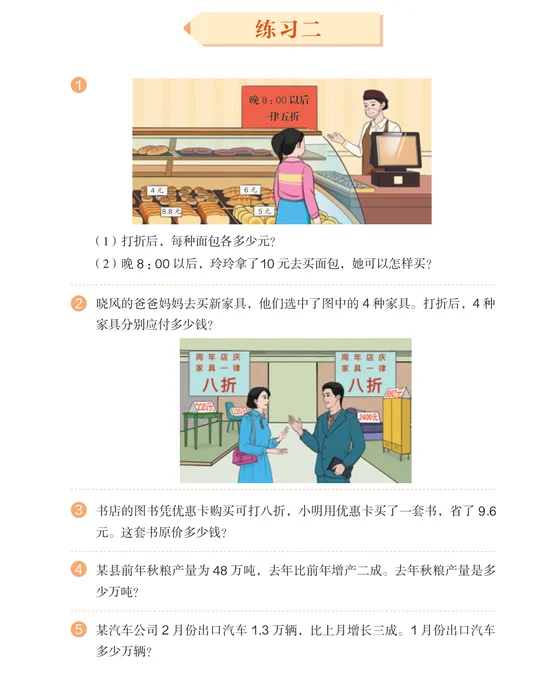 练习二
1
晚 8:00 以后
一律五折
4 元
6 元
8.8 元
5 元
（1）打折后，每种面包各多少元？
（2）晚 8:00 以后，玲玲拿了10 元去买面包，她可以怎样买？
2 晓风的爸爸妈妈去买新家具，他们选中了图中的 4 种家具。打折后，4 种
家具分别应付多少钱？
周年店庆
家具一律
八折
周年店庆
家具一律
八折
2400元
3 书店的图书凭优惠卡购买可打八折，小明用优惠卡买了一套书，省了 9.6
元。这套书原价多少钱？
4 某县前年秋粮产量为 48 万吨，去年比前年增产二成。去年秋粮产量是多
少万吨？
5 某汽车公司 2 月份出口汽车 1.3 万辆，比上月增长三成。1 月份出口汽车
多少万辆？